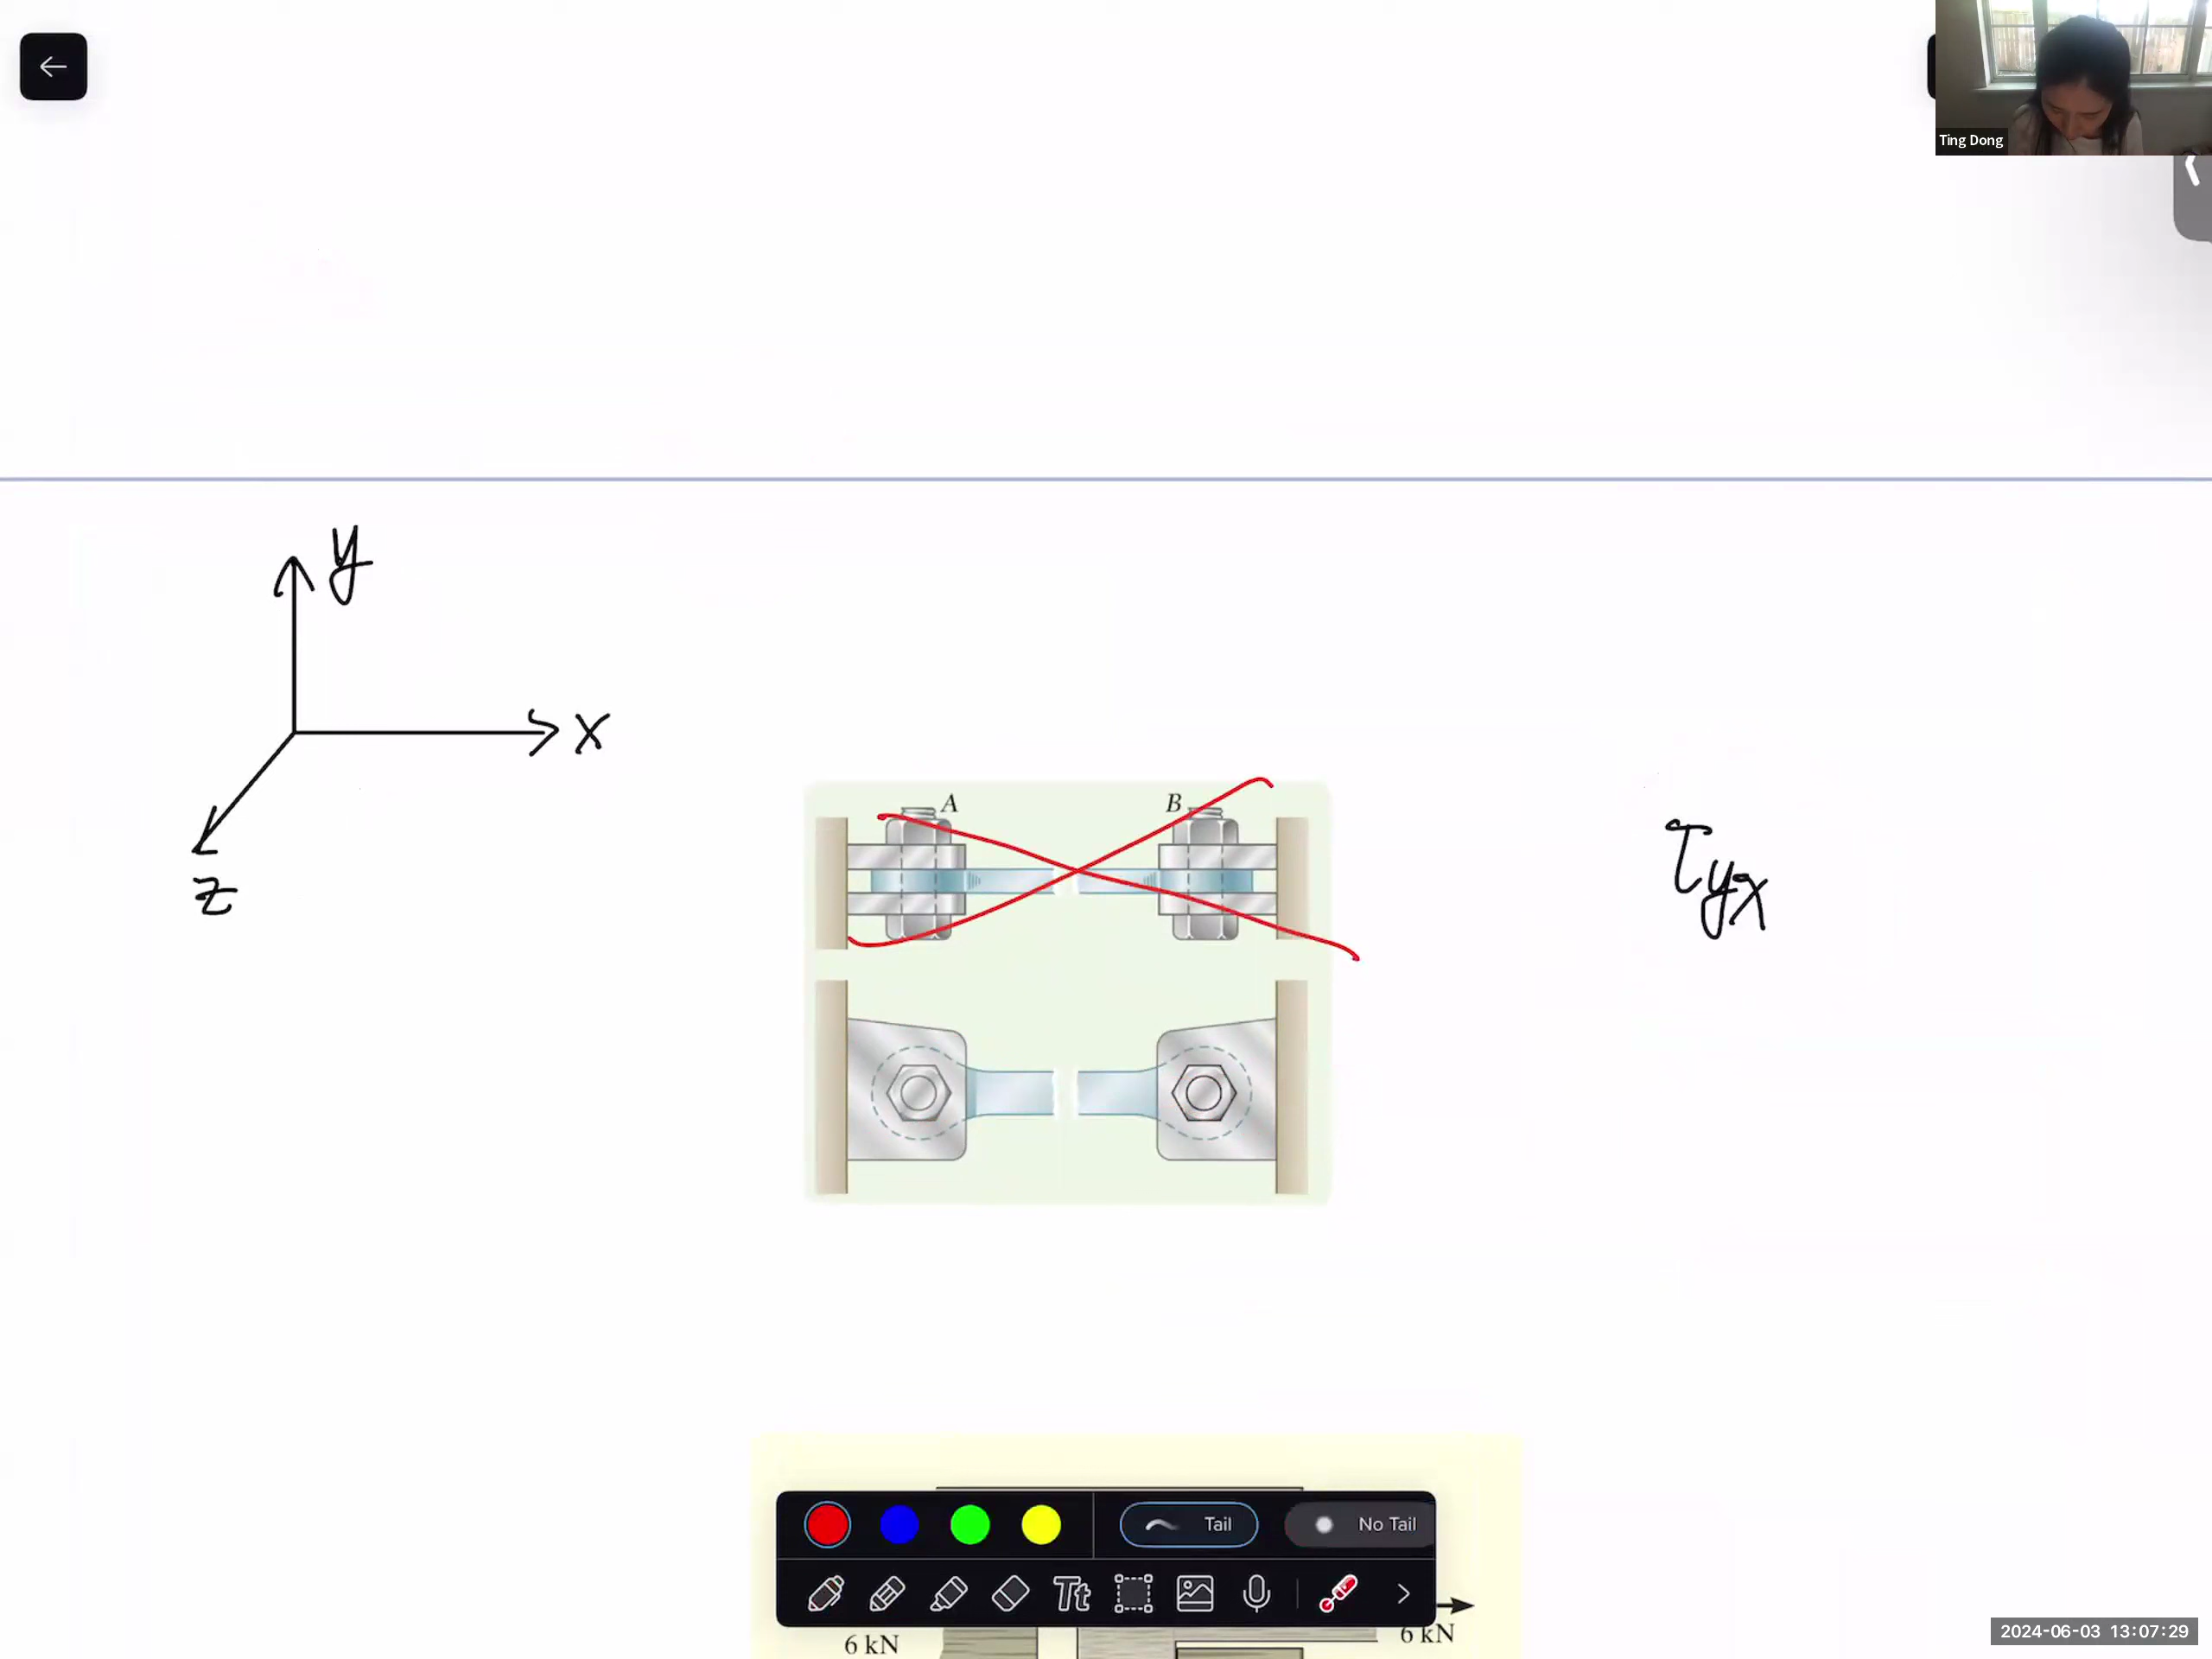 Ting Dong
y
x
z
A
B
τyx
Tail
No Tail
Tt
6 kN
6 kN
2024-06-03 13:07:29